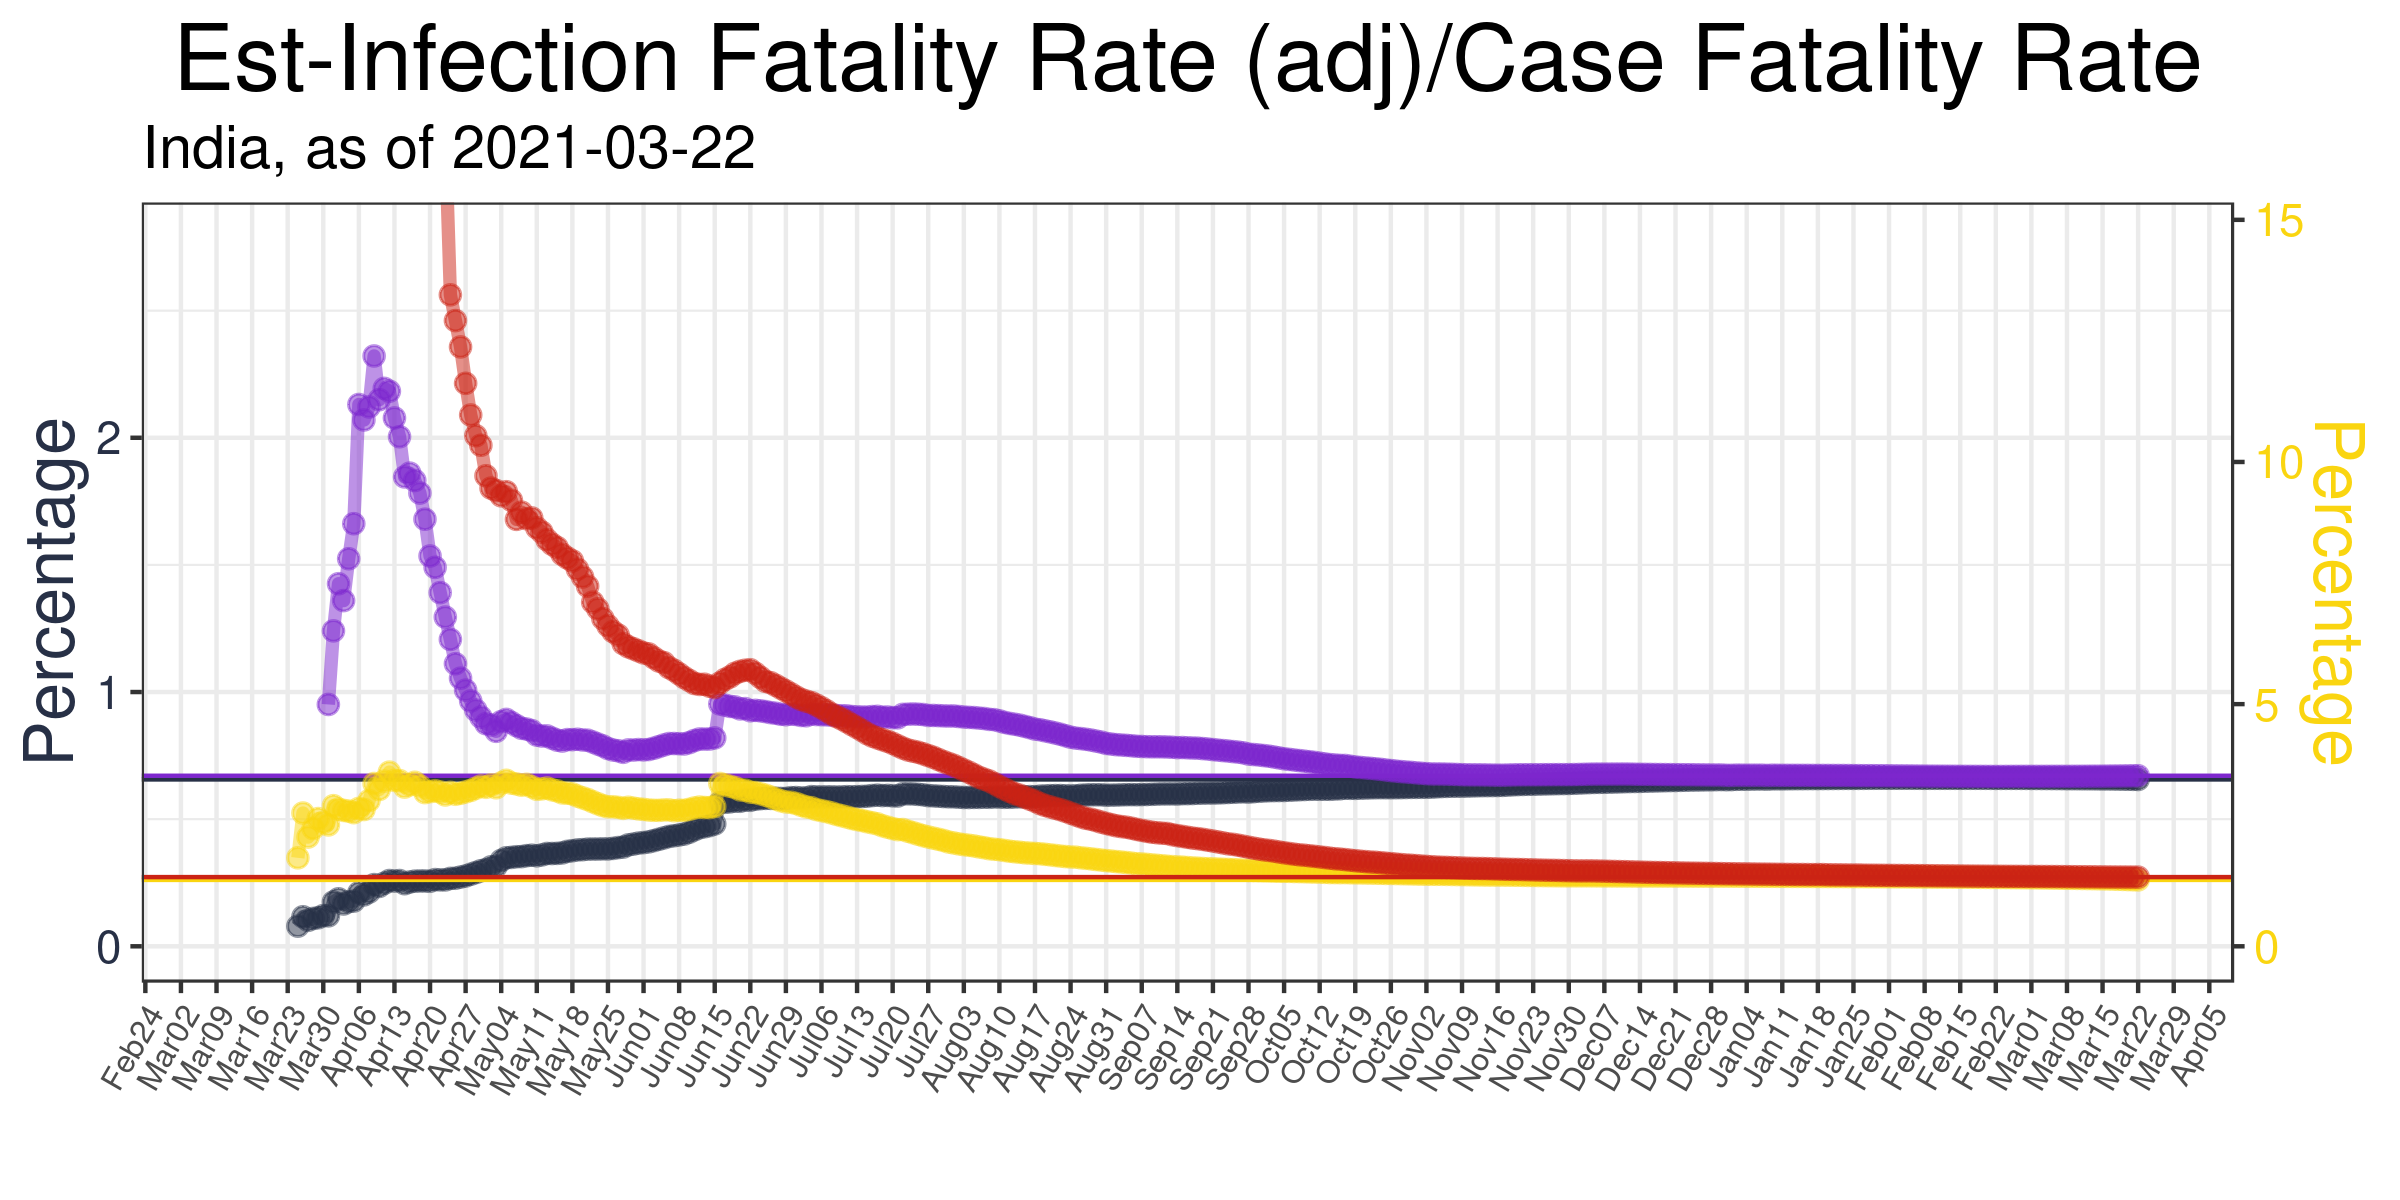 Est-Infection Fatality Rate (adj)/Case Fatality Rate
India, as of 2021-03-22
Percentage
2
1
0
15
10
5
0
Percentage
Feb24
Mar02
Mar09
Mar16
Mar23
Mar30
Apr06
Apr13
Apr20
Apr27
May04
May11
May18
May25
Jun01
Jun08
Jun15
Jun22
Jun29
Jul06
Jul13
Jul20
Jul27
Aug03
Aug10
Aug17
Aug24
Aug31
Sep07
Sep14
Sep21
Sep28
Oct05
Oct12
Oct19
Oct26
Nov02
Nov09
Nov16
Nov23
Nov30
Dec07
Dec14
Dec21
Dec28
Jan04
Jan11
Jan18
Jan25
Feb01
Feb08
Feb15
Feb22
Mar01
Mar08
Mar15
Mar22
Mar29
Apr05